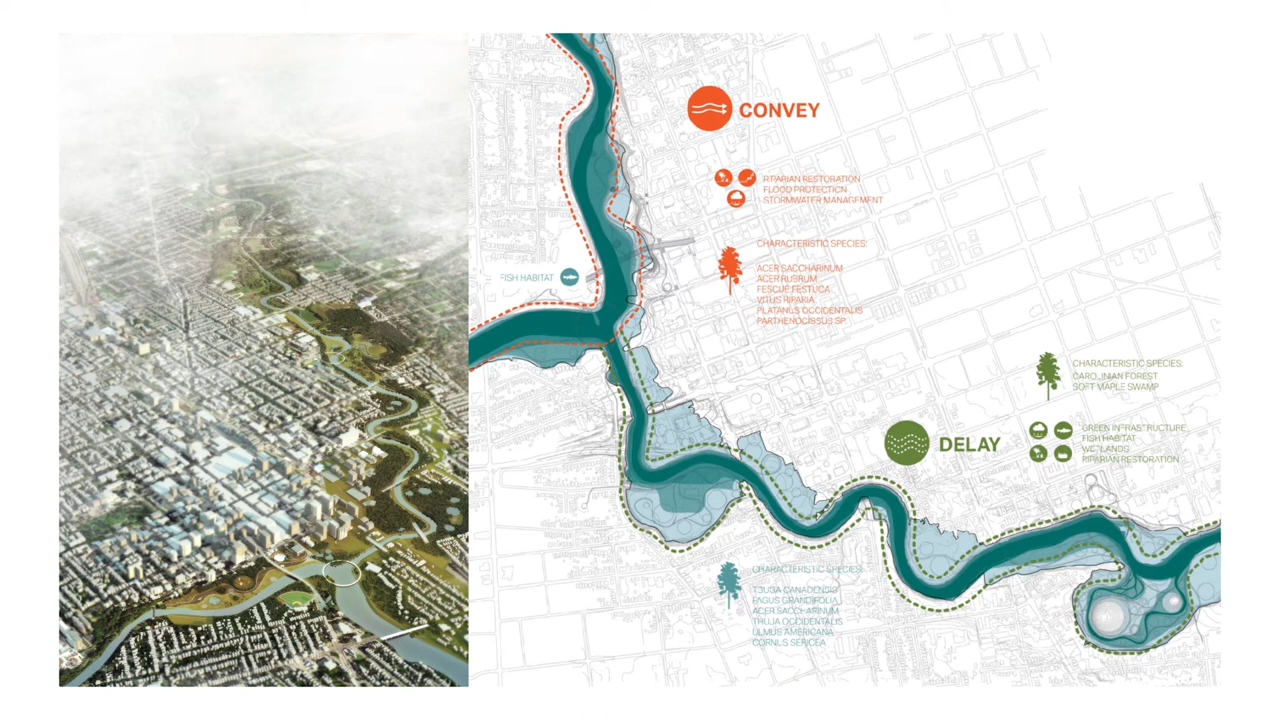 CONVEY
RIPARIAN RESTORATION
FLOOD PROTECTION
STORMWATER MANAGEMENT
CHARACTERISTIC SPECIES:
ACER SACCHARINUM
ACER RUBRUM
FESCUE FESTUCA
VITUS RIPARIA
PLATANUS OCCIDENTALIS
PARTHENOCISSUS SP.
FISH HABITAT
CHARACTERISTIC SPECIES:
CAROLINIAN FOREST
SOFT MAPLE SWAMP
DELAY
GREEN INFRASTRUCTURE
FISH HABITAT
WETLANDS
RIPARIAN RESTORATION
CHARACTERISTIC SPECIES:
TSUGA CANADENSIS
FAGUS GRANDIFOLIA
ACER SACCHARINUM
THUJA OCCIDENTALIS
ULMUS AMERICANA
CORNUS SERICEA